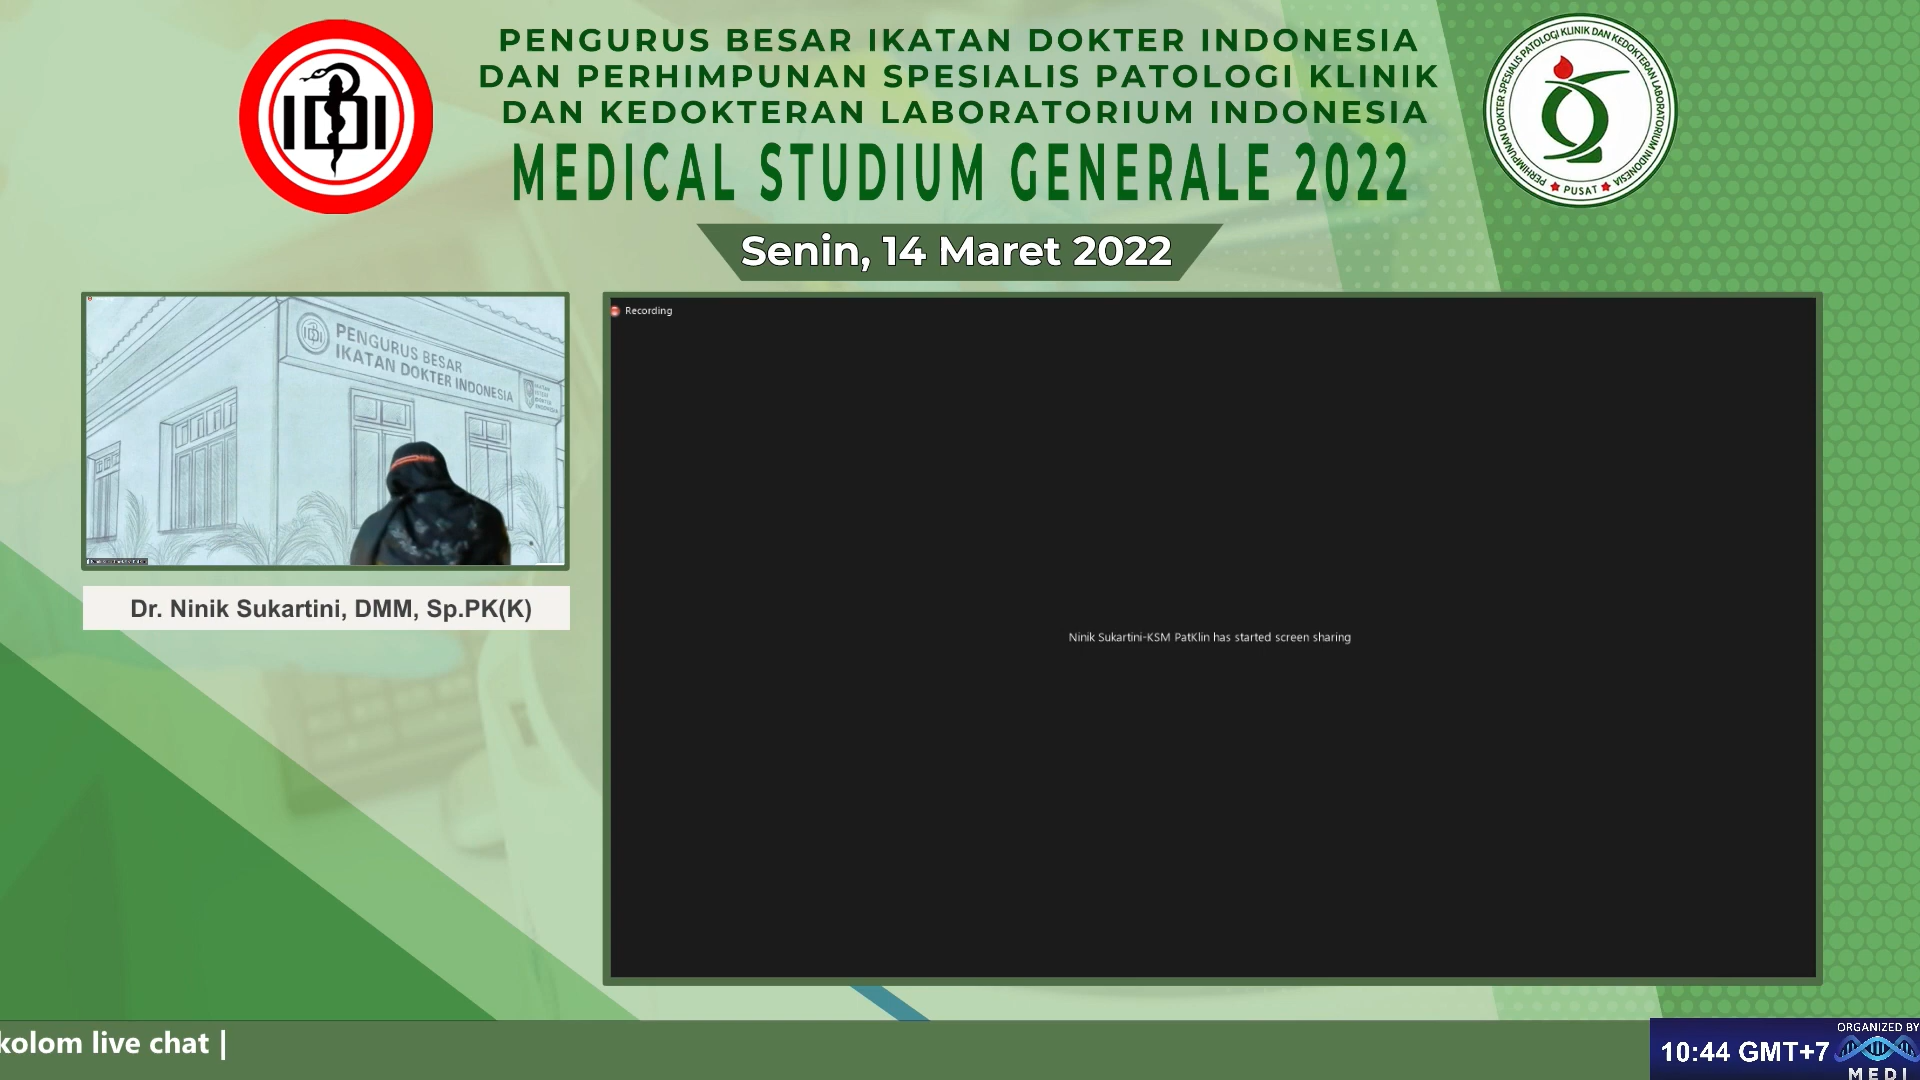 PENGURUS BESAR IKATAN DOKTER INDONESIA
DAN PERHIMPUNAN SPESIALIS PATOLOGI KLINIK
DAN KEDOKTERAN LABORATORIUM INDONESIA
MEDICAL STUDIUM GENERALE 2022
IDI
PERHIMPUNAN DOKTER SPESIALIS PATOLOGI KLINIK DAN KEDOKTERAN LABORATORIUM INDONESIA
PUSAT
Senin, 14 Maret 2022
IDI
PENGURUS BESAR
IKATAN DOKTER INDONESIA
Recording
Dr. Ninik Sukartini, DMM, Sp.PK(K)
Ninik Sukartini-KSM PatKlin has started screen sharing
kolom live chat |
10:44 GMT+7
ORGANIZED BY
MEDI